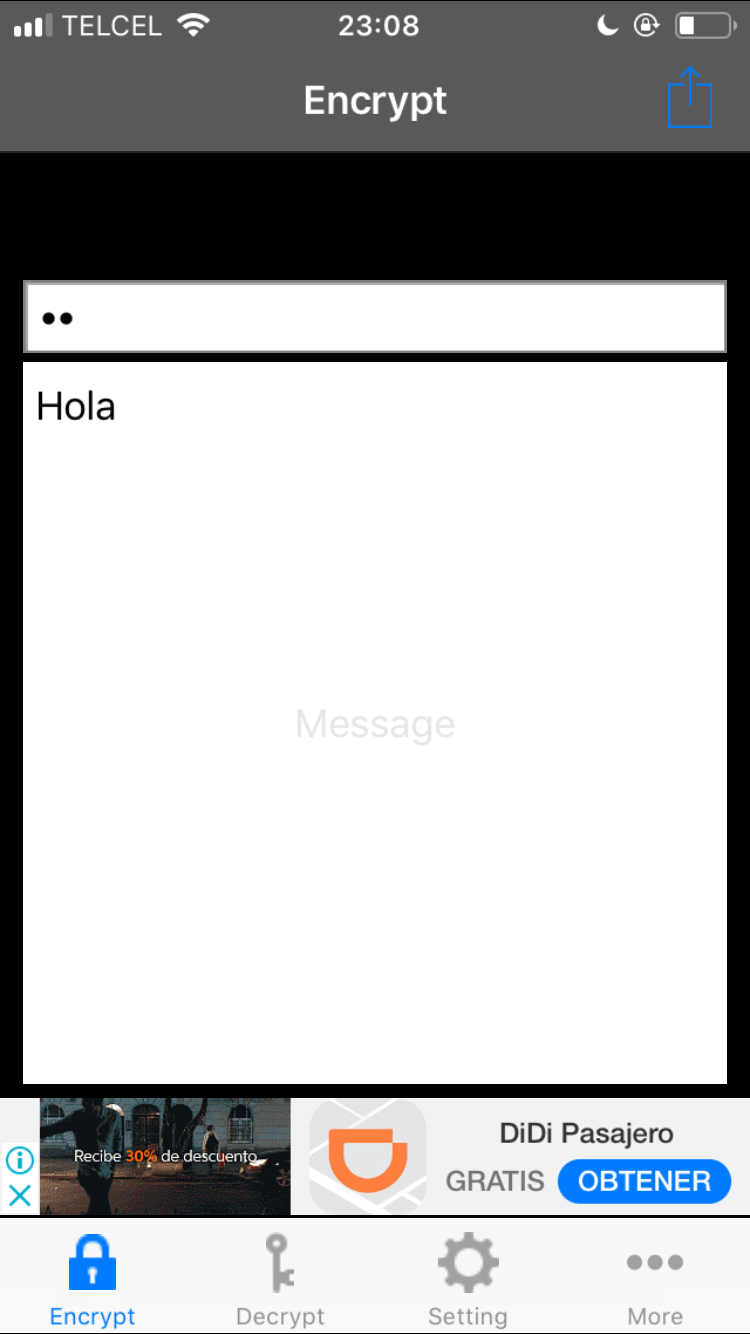 TELCEL 23:08
Encrypt
••
Hola
Message
Recibe 30% de descuento
DiDi Pasajero
GRATIS OBTENER
Encrypt Decrypt Setting More